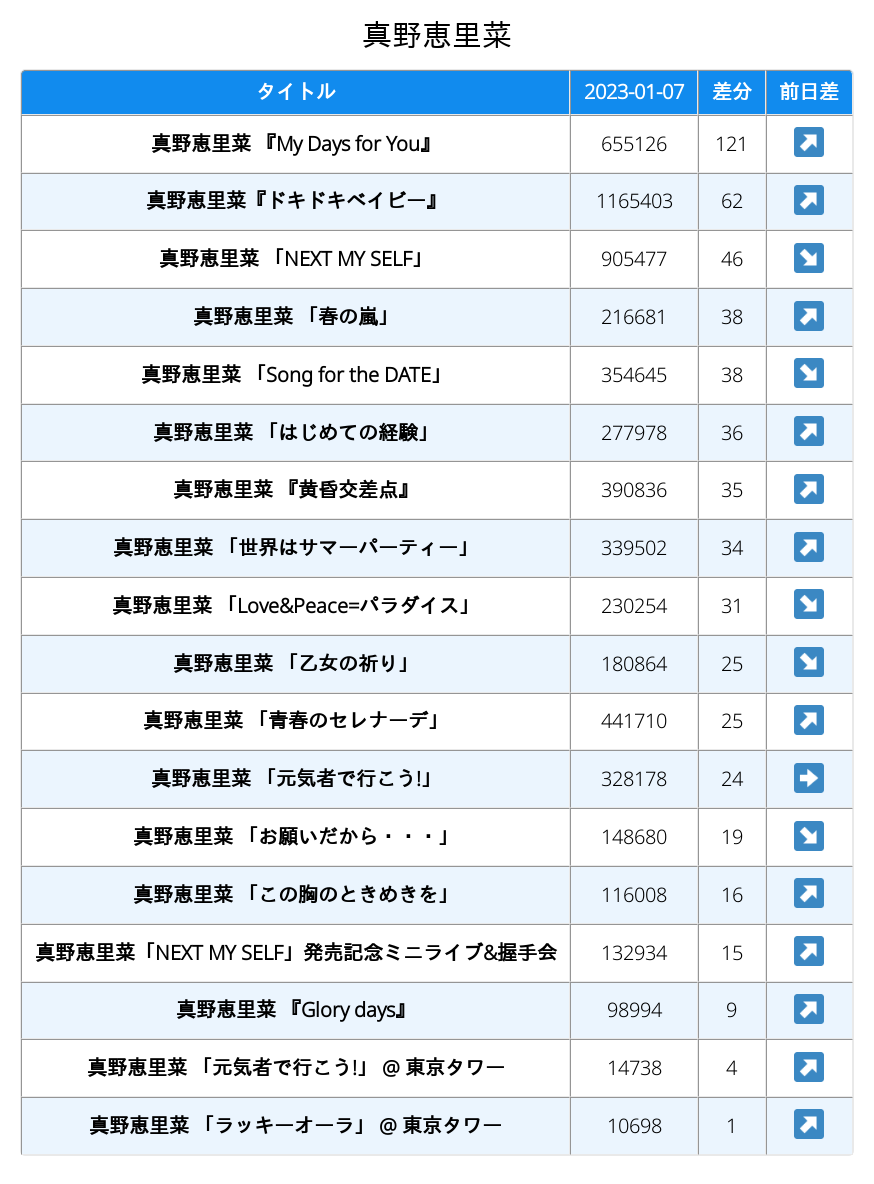 真野恵里菜
タイトル 2023-01-07 差分 前日差
真野恵里菜 『My Days for You』 655126 121 ↗
真野恵里菜『ドキドキベイビー』 1165403 62 ↗
真野恵里菜 「NEXT MY SELF」 905477 46 ↘
真野恵里菜 「春の嵐」 216681 38 ↗
真野恵里菜 「Song for the DATE」 354645 38 ↘
真野恵里菜 「はじめての経験」 277978 36 ↗
真野恵里菜 『黄昏交差点』 390836 35 ↗
真野恵里菜 「世界はサマーパーティー」 339502 34 ↗
真野恵里菜 「Love&Peace=パラダイス」 230254 31 ↘
真野恵里菜 「乙女の祈り」 180864 25 ↘
真野恵里菜 「青春のセレナーデ」 441710 25 ↗
真野恵里菜 「元気者で行こう!」 328178 24 ➡
真野恵里菜 「お願いだから・・・」 148680 19 ↘
真野恵里菜 「この胸のときめきを」 116008 16 ↗
真野恵里菜「NEXT MY SELF」発売記念ミニライブ&握手会 132934 15 ↗
真野恵里菜 『Glory days』 98994 9 ↗
真野恵里菜 「元気者で行こう!」 @ 東京タワー 14738 4 ↗
真野恵里菜 「ラッキーオーラ」 @ 東京タワー 10698 1 ↗